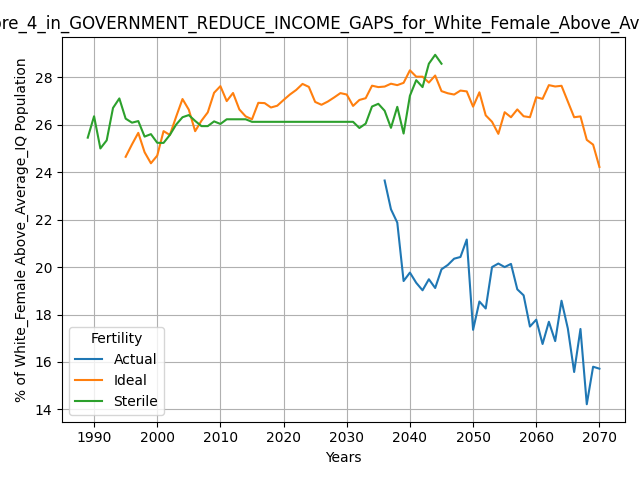 ore_4_in_GOVERNMENT_REDUCE_INCOME_GAPS_for_White_Female_Above_Av
% of White_Female Above_Average_IQ Population
28
26
24
22
20
18
16
14
Fertility
Actual
Ideal
Sterile
1990 2000 2010 2020 2030 2040 2050 2060 2070
Years